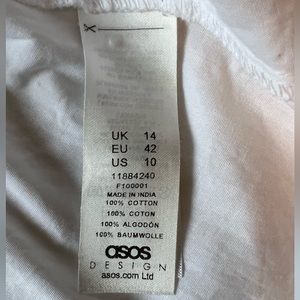 UK 14
EU 42
US 10
11884240
F100001
MADE IN INDIA
100% COTTON
100% COTON
100% ALGODÓN
100% BAUMWOLLE
asos
DESIGN
asos.com Ltd